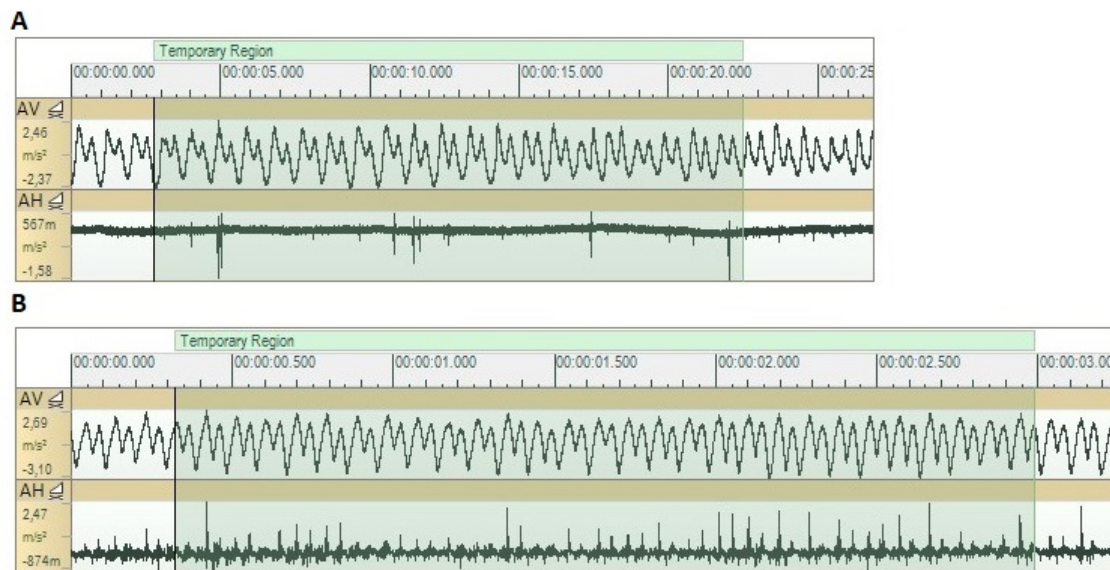 A
Temporary Region
00:00:00.000 00:00:05.000 00:00:10.000 00:00:15.000 00:00:20.000 00:00:25
AV
2,46
m/s²
-2,37
AH
567m
m/s²
-1,58
B
Temporary Region
00:00:00.000 00:00:00.500 00:00:01.000 00:00:01.500 00:00:02.000 00:00:02.500 00:00:03.00
AV
2,69
m/s²
-3,10
AH
2,47
m/s²
-874m